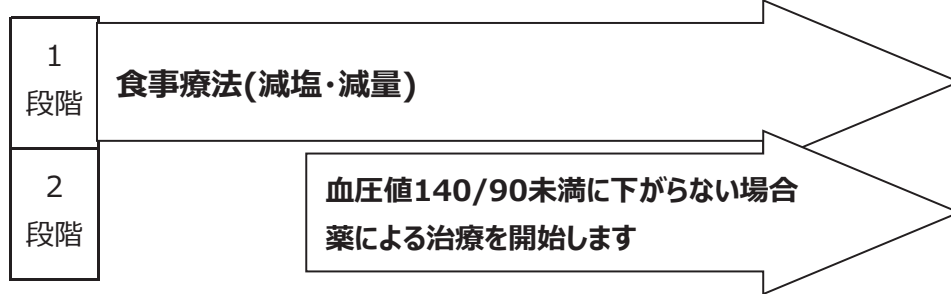 1
段階
食事療法(減塩・減量)
2
段階
血圧値140/90未満に下がらない場合
薬による治療を開始します